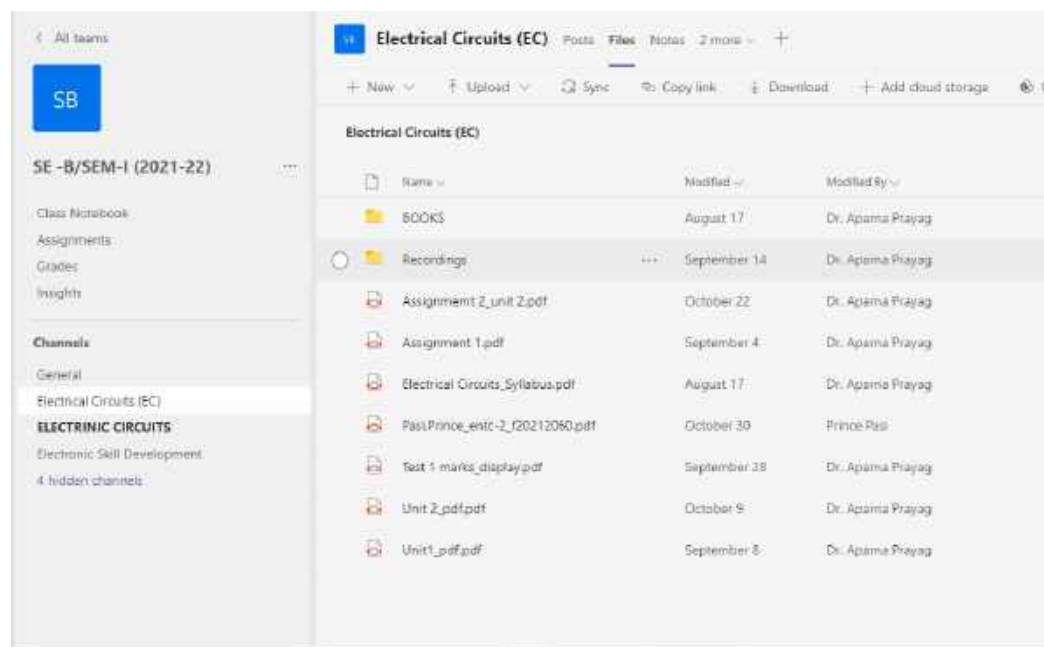 All teams
SB
SE -B/SEM-I (2021-22)
Class Notebook
Assignments
Grades
Insights
Channels
General
Electrical Circuits (EC)
ELECTRINIC CIRCUITS
Electronic Skill Development
4 hidden channels
Electrical Circuits (EC) Posts Files Notes 2 more
New Upload Sync Copy link Download Add cloud storage
Electrical Circuits (EC)
Name Modified Modified By
BOOKS August 17 Dr. Aparna Prayag
Recordings September 14 Dr. Aparna Prayag
Assignmemt 2_unit 2.pdf October 22 Dr. Aparna Prayag
Assignment 1.pdf September 4 Dr. Aparna Prayag
Electrical Circuits_Syllabus.pdf August 17 Dr. Aparna Prayag
October 30 Prince Pasi
Test 1 marks_display.pdf September 28 Dr. Aparna Prayag
Unit 2_pdf.pdf October 9 Dr. Aparna Prayag
Unit1_pdf.pdf September 8 Dr. Aparna Prayag